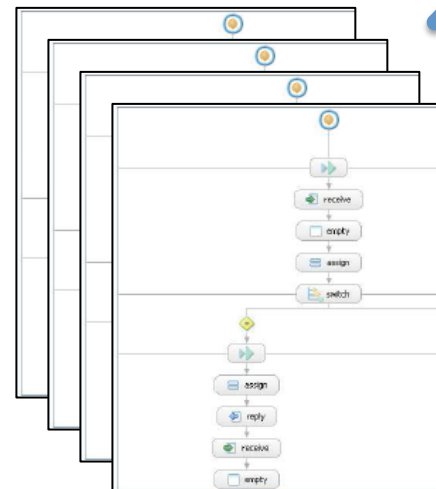 receive
empty
assign
switch
assign
reply
receive
empty